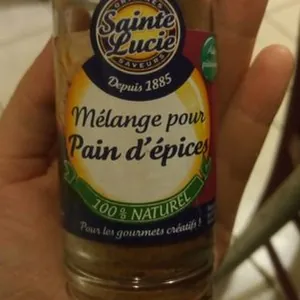 Sainte
Lucie
SAVEURS
Depuis 1885
Mélange pour
Pain d'épices
100% NATUREL
Pour les gourmets créatifs !